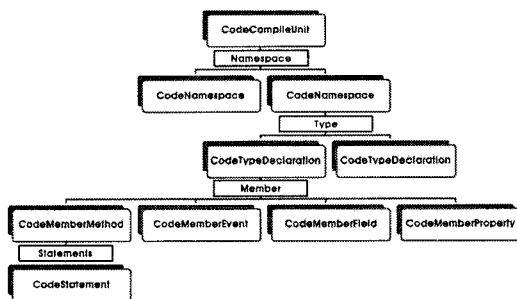 CodeCompileUnit
Namespace
CodeNamespace CodeNamespace
Type
CodeTypeDeclaration CodeTypeDeclaration
Member
CodeMemberMethod CodeMemberEvent CodeMemberField CodeMemberProperty
Statements
CodeStatement